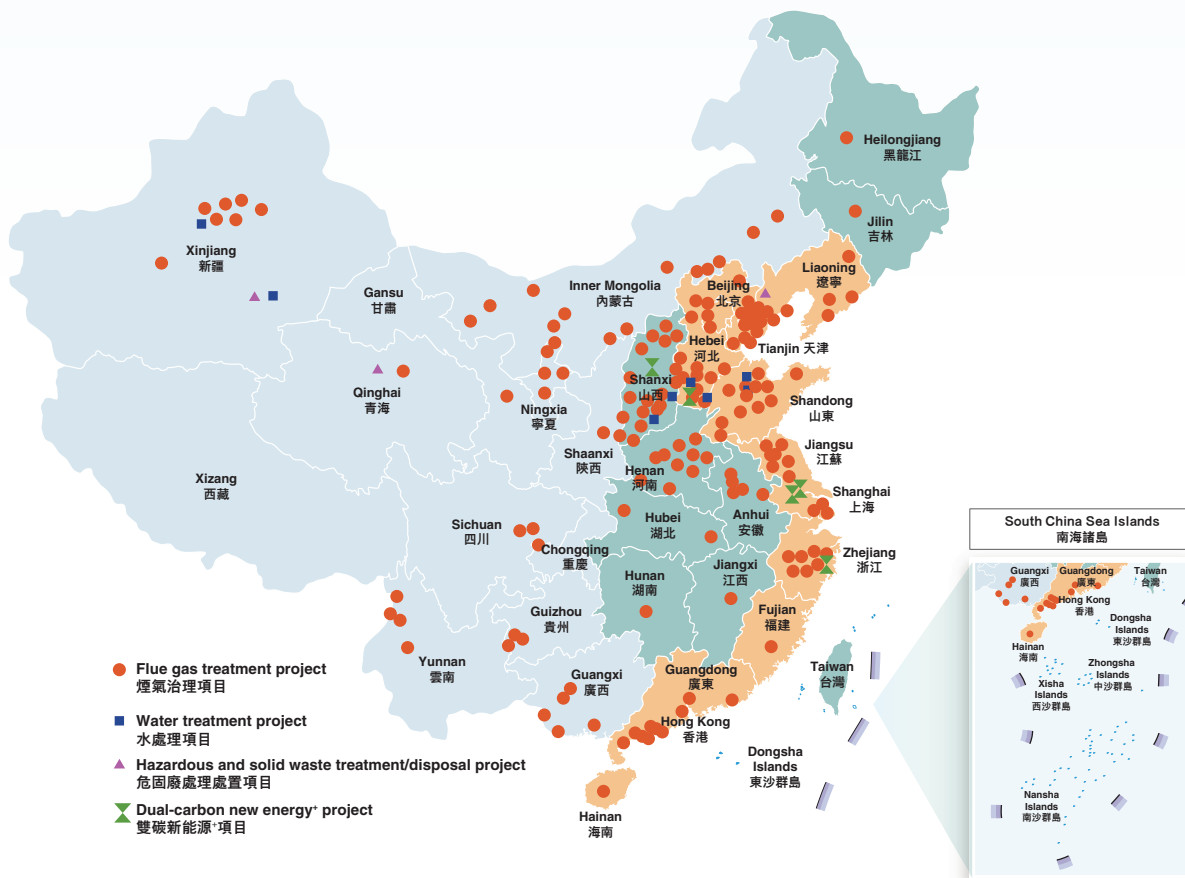 Heilongjiang
黑龍江
Jilin
吉林
Liaoning
遼寧
Xinjiang
新疆
Gansu
甘肅
Inner Mongolia
內蒙古
Beijing
北京
Hebei
河北
Tianjin 天津
Qinghai
青海
Ningxia
寧夏
Shanxi
山西
Shandong
山東
Shaanxi
陝西
Henan
河南
Jiangsu
江蘇
Xizang
西藏
Sichuan
四川
Chongqing
重慶
Hubei
湖北
Anhui
安徽
Shanghai
上海
Zhejiang
浙江
Hunan
湖南
Jiangxi
江西
Guizhou
貴州
Fujian
福建
Yunnan
雲南
Guangxi
廣西
Guangdong
廣東
Taiwan
台灣
Hong Kong
香港
Dongsha
Islands
東沙群島
Hainan
海南
Flue gas treatment project
煙氣治理項目
Water treatment project
水處理項目
Hazardous and solid waste treatment/disposal project
危固廢處理處置項目
Dual-carbon new energy⁺ project
雙碳新能源⁺項目
South China Sea Islands
南海諸島
Guangxi
廣西
Guangdong
廣東
Taiwan
台灣
Hong Kong
香港
Dongsha
Islands
東沙群島
Hainan
海南
Zhongsha
Islands
中沙群島
Xisha
Islands
西沙群島
Nansha
Islands
南沙群島